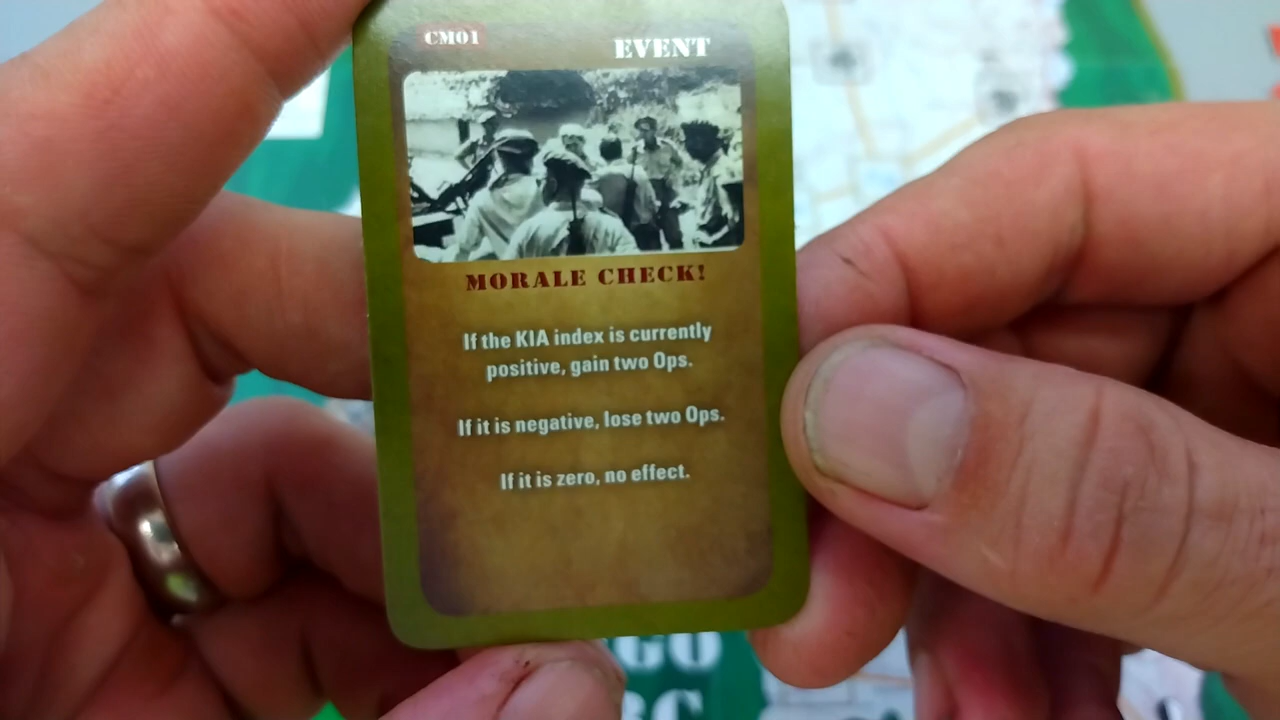 CM01
EVENT
MORALE CHECK!
If the KIA index is currently
positive, gain two Ops.
If it is negative, lose two Ops.
If it is zero, no effect.
GO